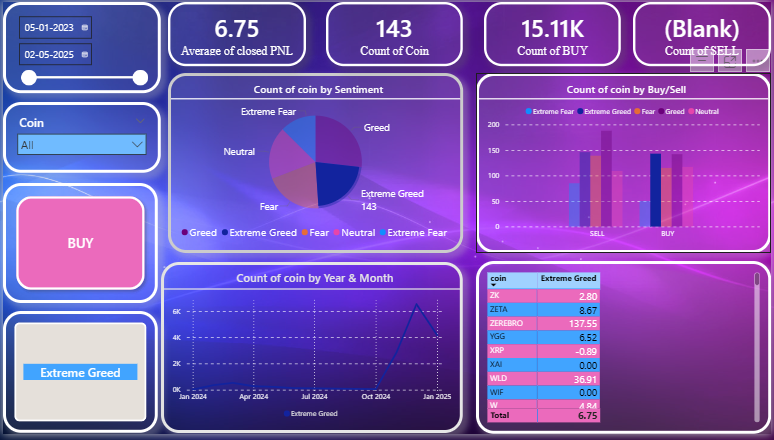 05-01-2023
02-05-2025
6.75
Average of closed PNL
143
Count of Coin
15.11K
Count of BUY
(Blank)
Count of SELL
Coin
All
BUY
Extreme Greed
Count of coin by Sentiment
Extreme Fear
Greed
Neutral
Extreme Greed
143
Fear
Greed Extreme Greed Fear Neutral Extreme Fear
Count of coin by Buy/Sell
Extreme Fear Extreme Greed Fear Greed Neutral
200
150
100
50
0
SELL BUY
Count of coin by Year & Month
6K
4K
2K
0K
Jan 2024 Apr 2024 Jul 2024 Oct 2024 Jan 2025
Extreme Greed
coin Extreme Greed
ZK 2.80
ZETA 8.67
ZEREBRO 137.55
YGG 6.52
XRP -0.89
XAI 0.00
WLD 36.91
WIF 0.00
W 4.84
Total 6.75